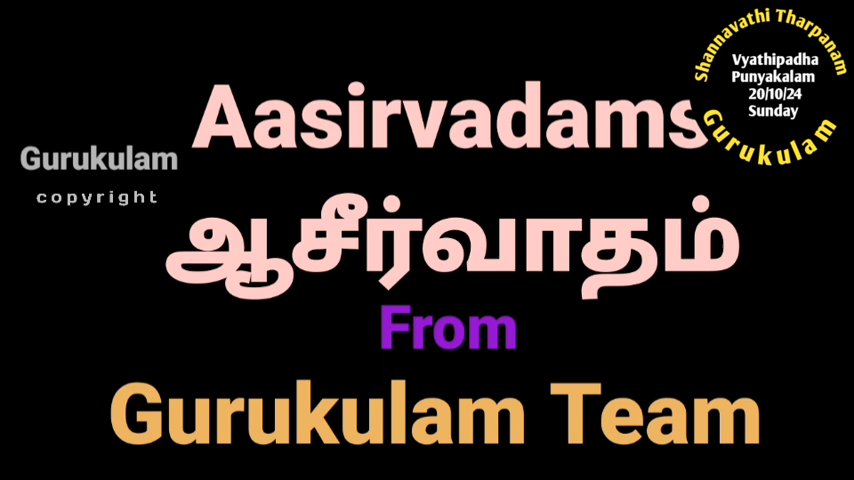 Shannavathi Tharpanam
Vyathipadha
Punyakalam
20/10/24
Sunday
Gurukulam
Aasirvadams
Gurukulam
copyright
ஆசீர்வாதம்
From
Gurukulam Team